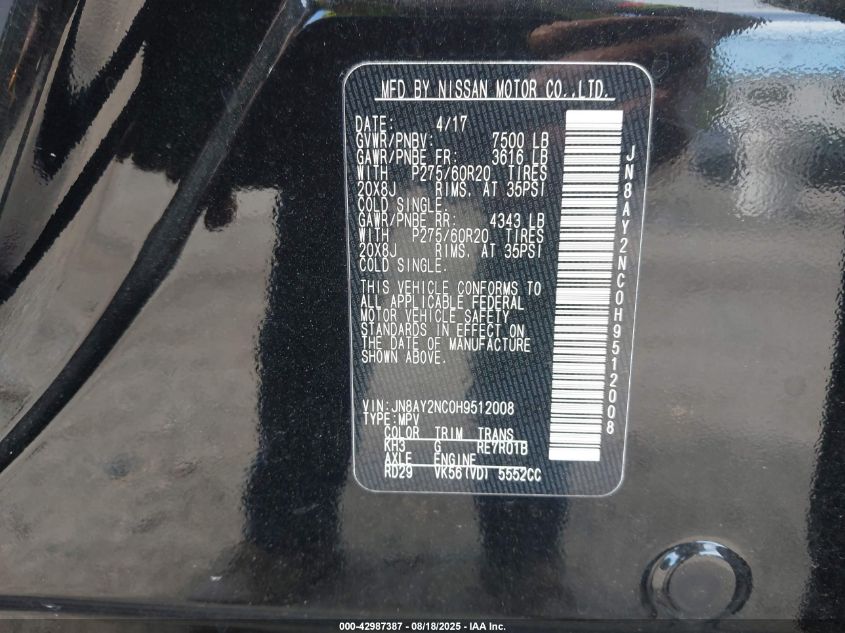 MFD BY NISSAN MOTOR CO.,LTD.
DATE: 4/17
GVWR/PNBV: 7500 LB
GAWR/PNBE FR: 3616 LB
WITH P275/60R20 TIRES
20X8J RIMS. AT 35PSI
COLD SINGLE.
GAWR/PNBE RR: 4343 LB
WITH P275/60R20 TIRES
20X8J RIMS. AT 35PSI
COLD SINGLE.
THIS VEHICLE CONFORMS TO
ALL APPLICABLE FEDERAL
MOTOR VEHICLE SAFETY
STANDARDS IN EFFECT ON
THE DATE OF MANUFACTURE
SHOWN ABOVE.
VIN:JN8AY2NC0H9512008
TYPE:MPV
COLOR TRIM TRANS
KH3 G RE7R01B
AXLE ENGINE
RD29 VK56(VD) 5552CC
JN8AY2NC0H9512008
000-42987387 - 08/18/2025 - IAA Inc.